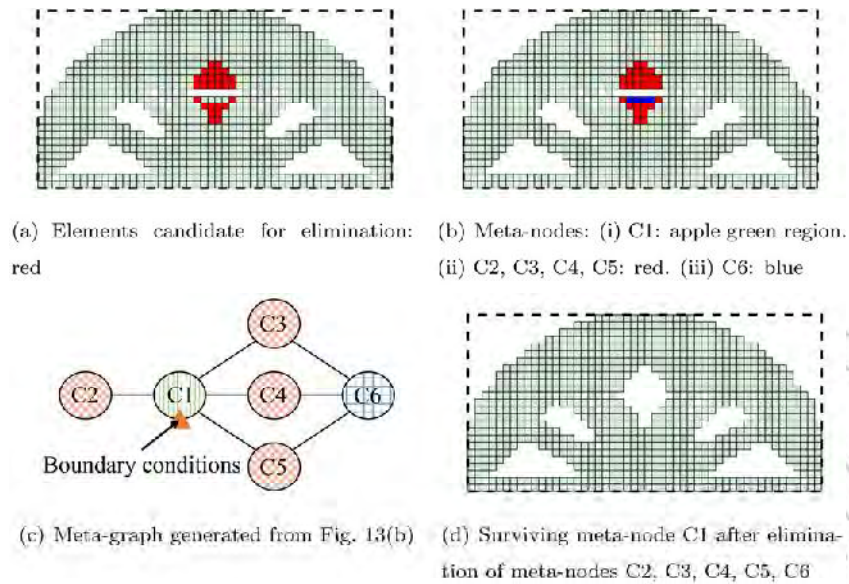 (a) Elements candidate for elimination:
red
(b) Meta-nodes: (i) C1: apple green region.
(ii) C2, C3, C4, C5: red. (iii) C6: blue
C3
C2
C1
C4
C6
C5
Boundary conditions
(c) Meta-graph generated from Fig. 13(b)
(d) Surviving meta-node C1 after elimina-
tion of meta-nodes C2, C3, C4, C5, C6